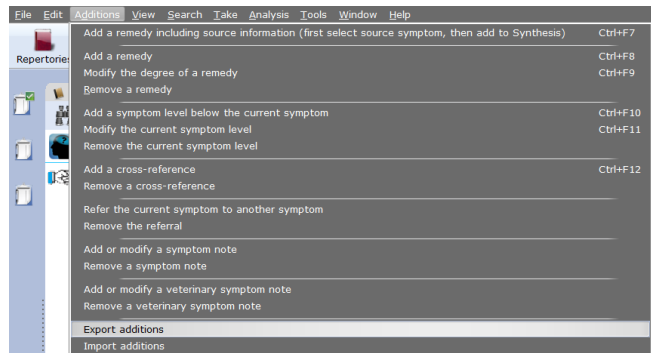 File Edit Additions View Search Take Analysis Tools Window Help
Add a remedy including source information (first select source symptom, then add to Synthesis) Ctrl+F7
Repertories
Add a remedy Ctrl+F8
Modify the degree of a remedy Ctrl+F9
Remove a remedy
Add a symptom level below the current symptom Ctrl+F10
Modify the current symptom level Ctrl+F11
Remove the current symptom level
Add a cross-reference Ctrl+F12
Remove a cross-reference
Refer the current symptom to another symptom
Remove the referral
Add or modify a symptom note
Remove a symptom note
Add or modify a veterinary symptom note
Remove a veterinary symptom note
Export additions
Import additions